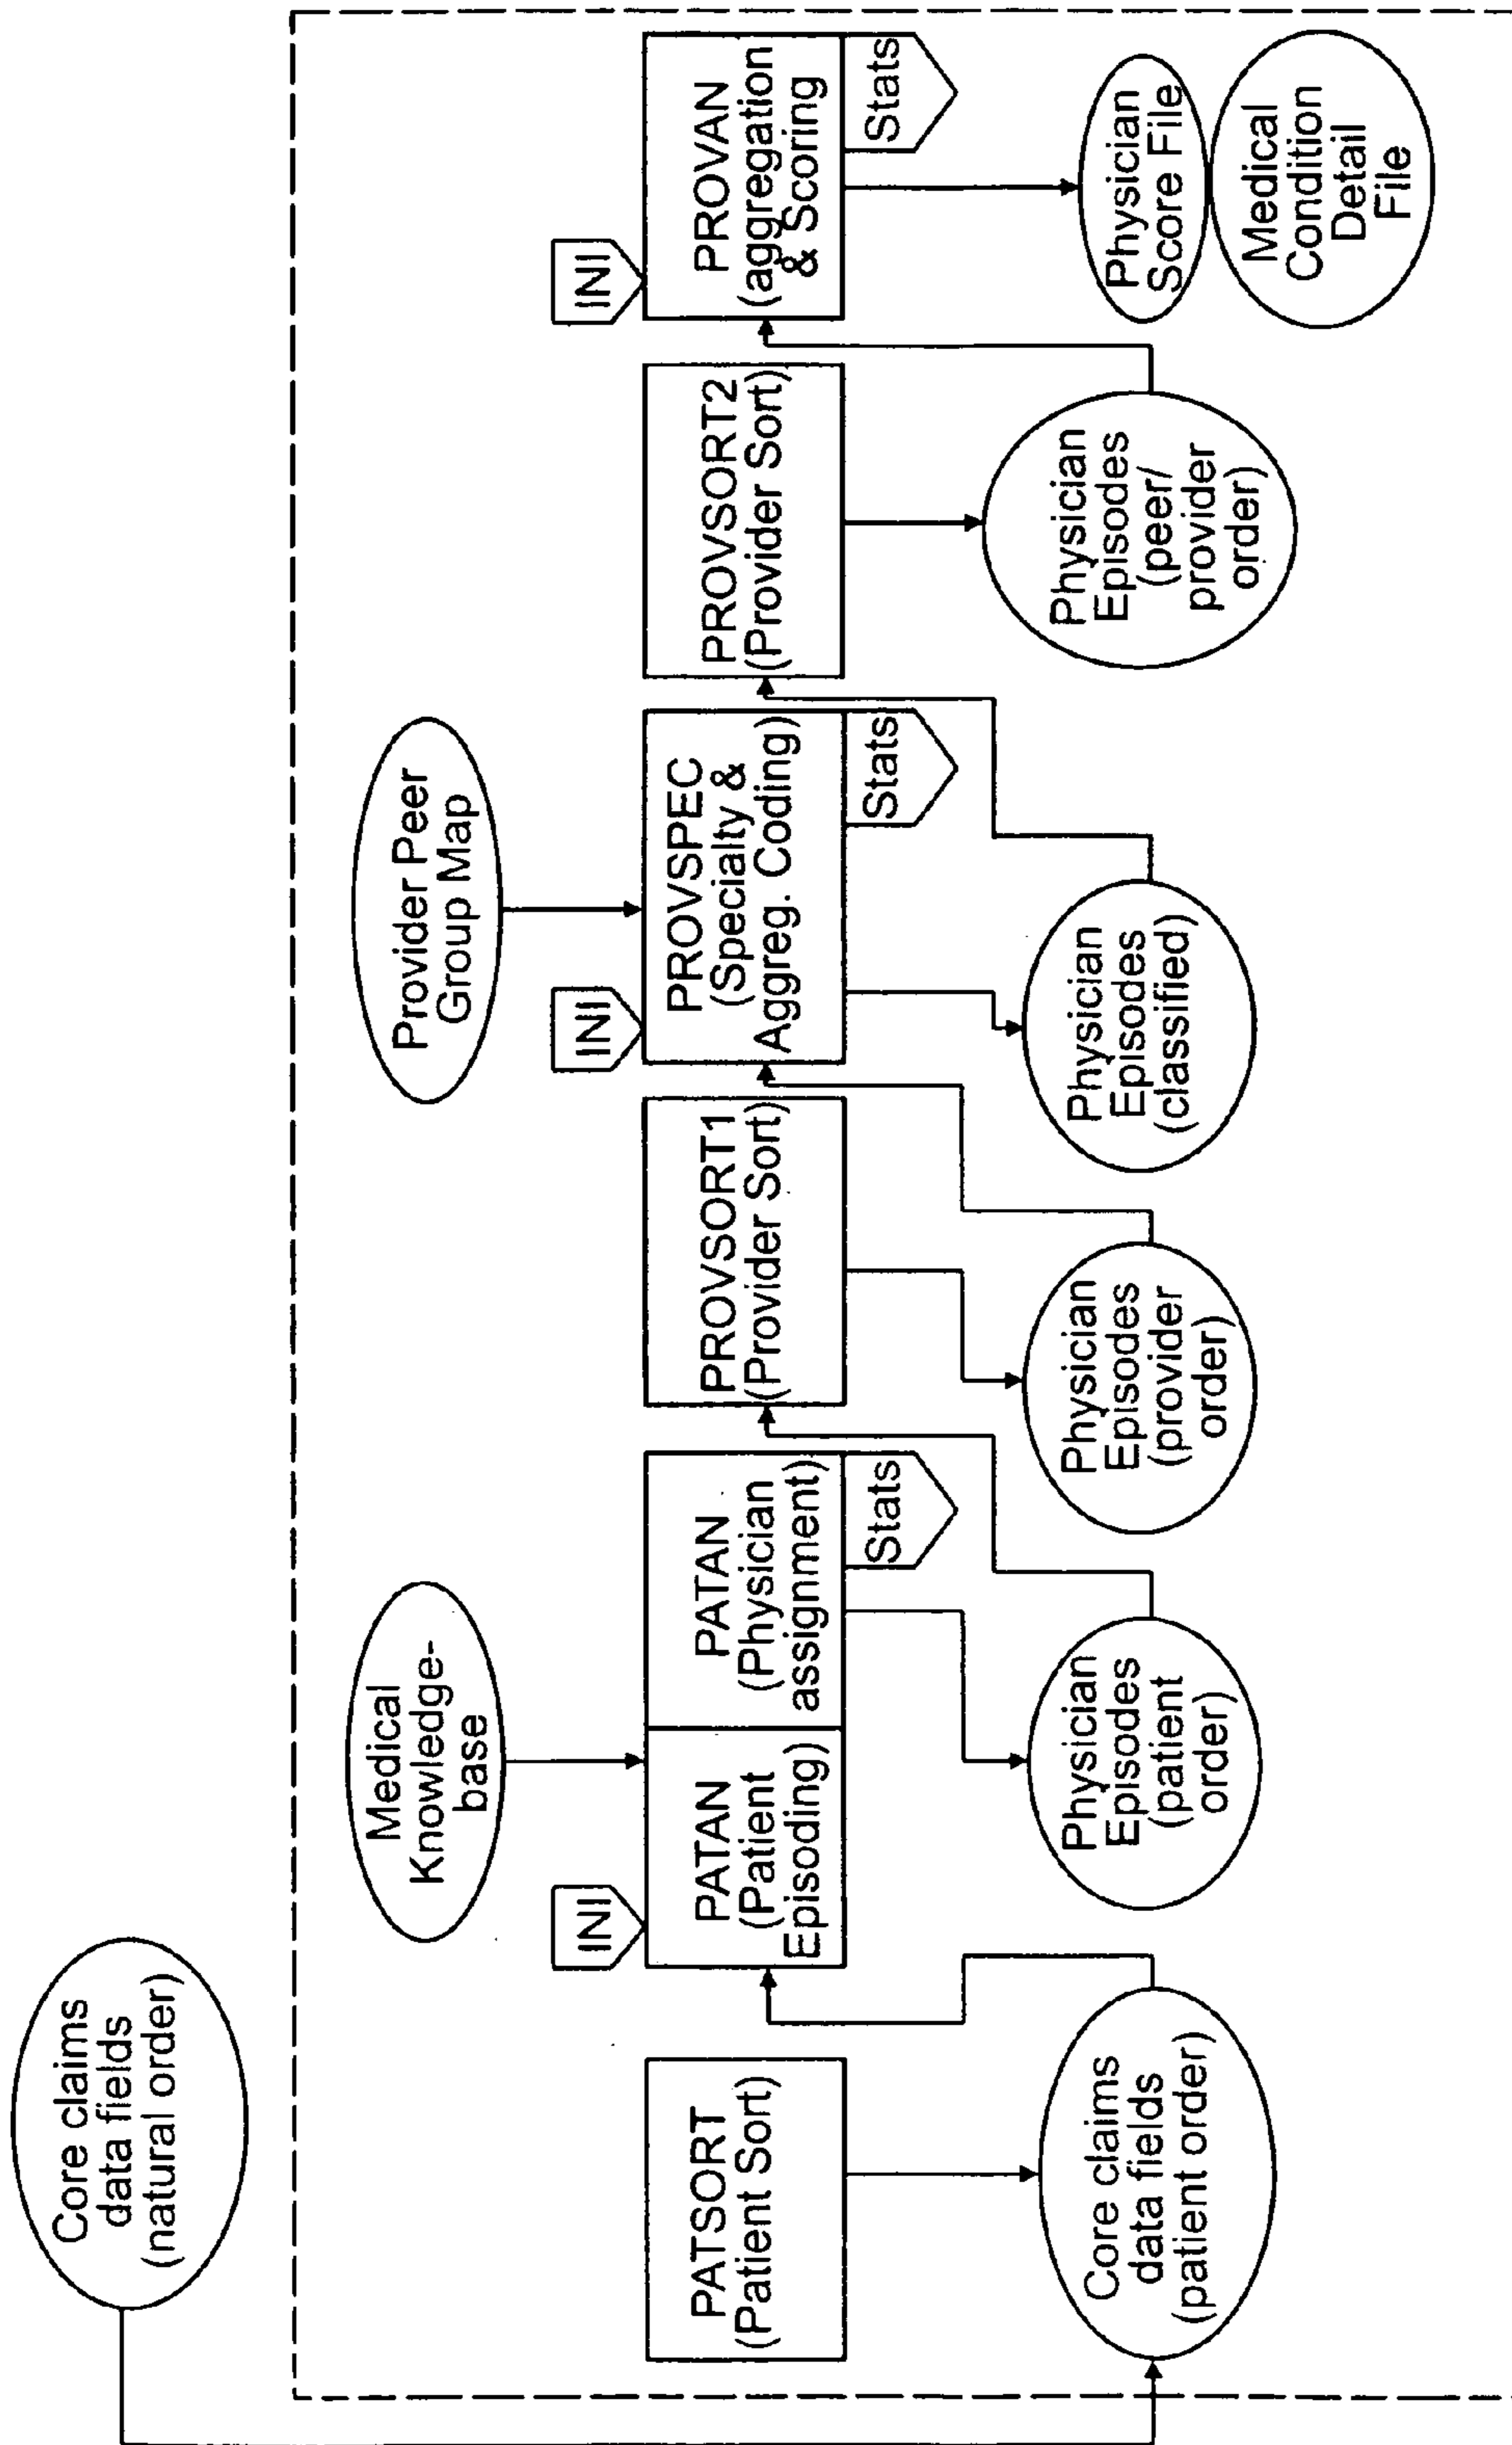 Core claims
data fields
(natural order)
Medical
Knowledge-
base
Provider Peer
Group Map
INI
INI
INI
PATSORT
(Patient Sort)
PATAN
(Patient
Episoding)
PATAN
(Physician
assignment)
PROVSORT1
(Provider Sort)
PROVSPEC
(Specialty &
Aggreg. Coding)
PROVSORT2
(Provider Sort)
PROVAN
(aggregation
& Scoring
Stats
Stats
Stats
Core claims
data fields
(patient order)
Physician
Episodes
(patient
order)
Physician
Episodes
(provider
order)
Physician
Episodes
(classified)
Physician
Episodes
(peer/
provider
order)
Physician
Score File
Medical
Condition
Detail
File